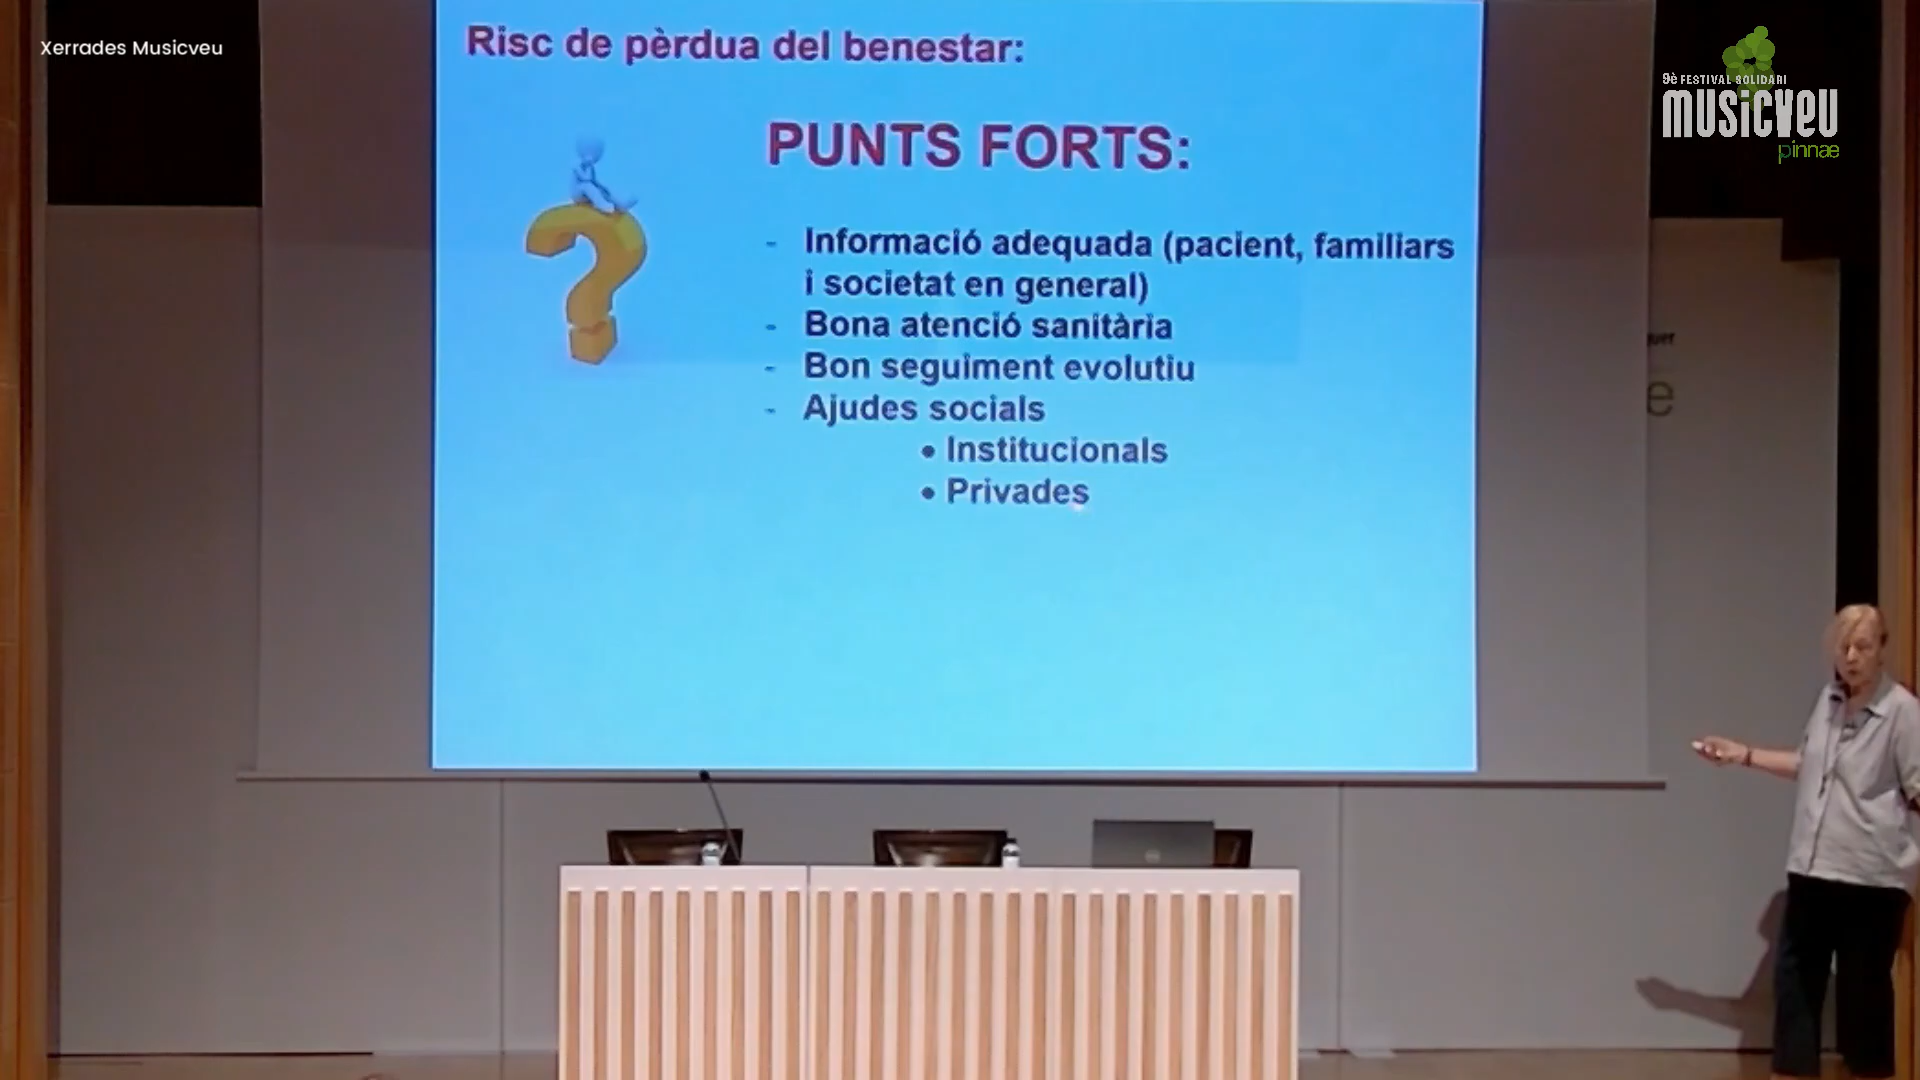 Xerrades Musicveu
Risc de pèrdua del benestar:
PUNTS FORTS:
- Informació adequada (pacient, familiars
i societat en general)
- Bona atenció sanitària
- Bon seguiment evolutiu
- Ajudes socials
• Institucionals
• Privades
9è FESTIVAL SOLIDARI
musicveu
pinnæ